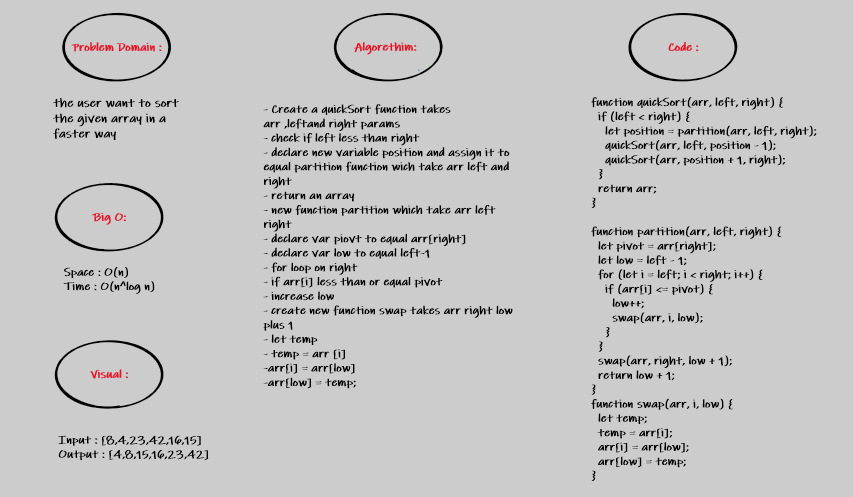 Problem Domain :
the user want to sort
the given array in a
faster way
Big O:
Space : O(n)
Time : O(n^log n)
Visual :
Input : [8,4,23,42,16,15]
Output : [4,8,15,16,23,42]
Algorethim:
- Create a quickSort function takes
arr ,leftand right params
- check if left less than right
- declare new variable position and assign it to
equal partition function wich take arr left and
right
- return an array
- new function partition which take arr left
right
- declare var piovt to equal arr[right]
- declare var low to equal left-1
- for loop on right
- if arr[i] less than or equal pivot
- increase low
- create new function swap takes arr right low
plus 1
- let temp
- temp = arr [i]
-arr[i] = arr[low]
-arr[low] = temp;
Code :
function quickSort(arr, left, right) {
if (left < right) {
let position = partition(arr, left, right);
quickSort(arr, left, position - 1);
quickSort(arr, position + 1, right);
}
return arr;
}
function partition(arr, left, right) {
let pivot = arr[right];
let low = left - 1;
for (let i = left; i < right; i++) {
if (arr[i] <= pivot) {
low++;
swap(arr, i, low);
}
}
swap(arr, right, low + 1);
return low + 1;
}
function swap(arr, i, low) {
let temp;
temp = arr[i];
arr[i] = arr[low];
arr[low] = temp;
}